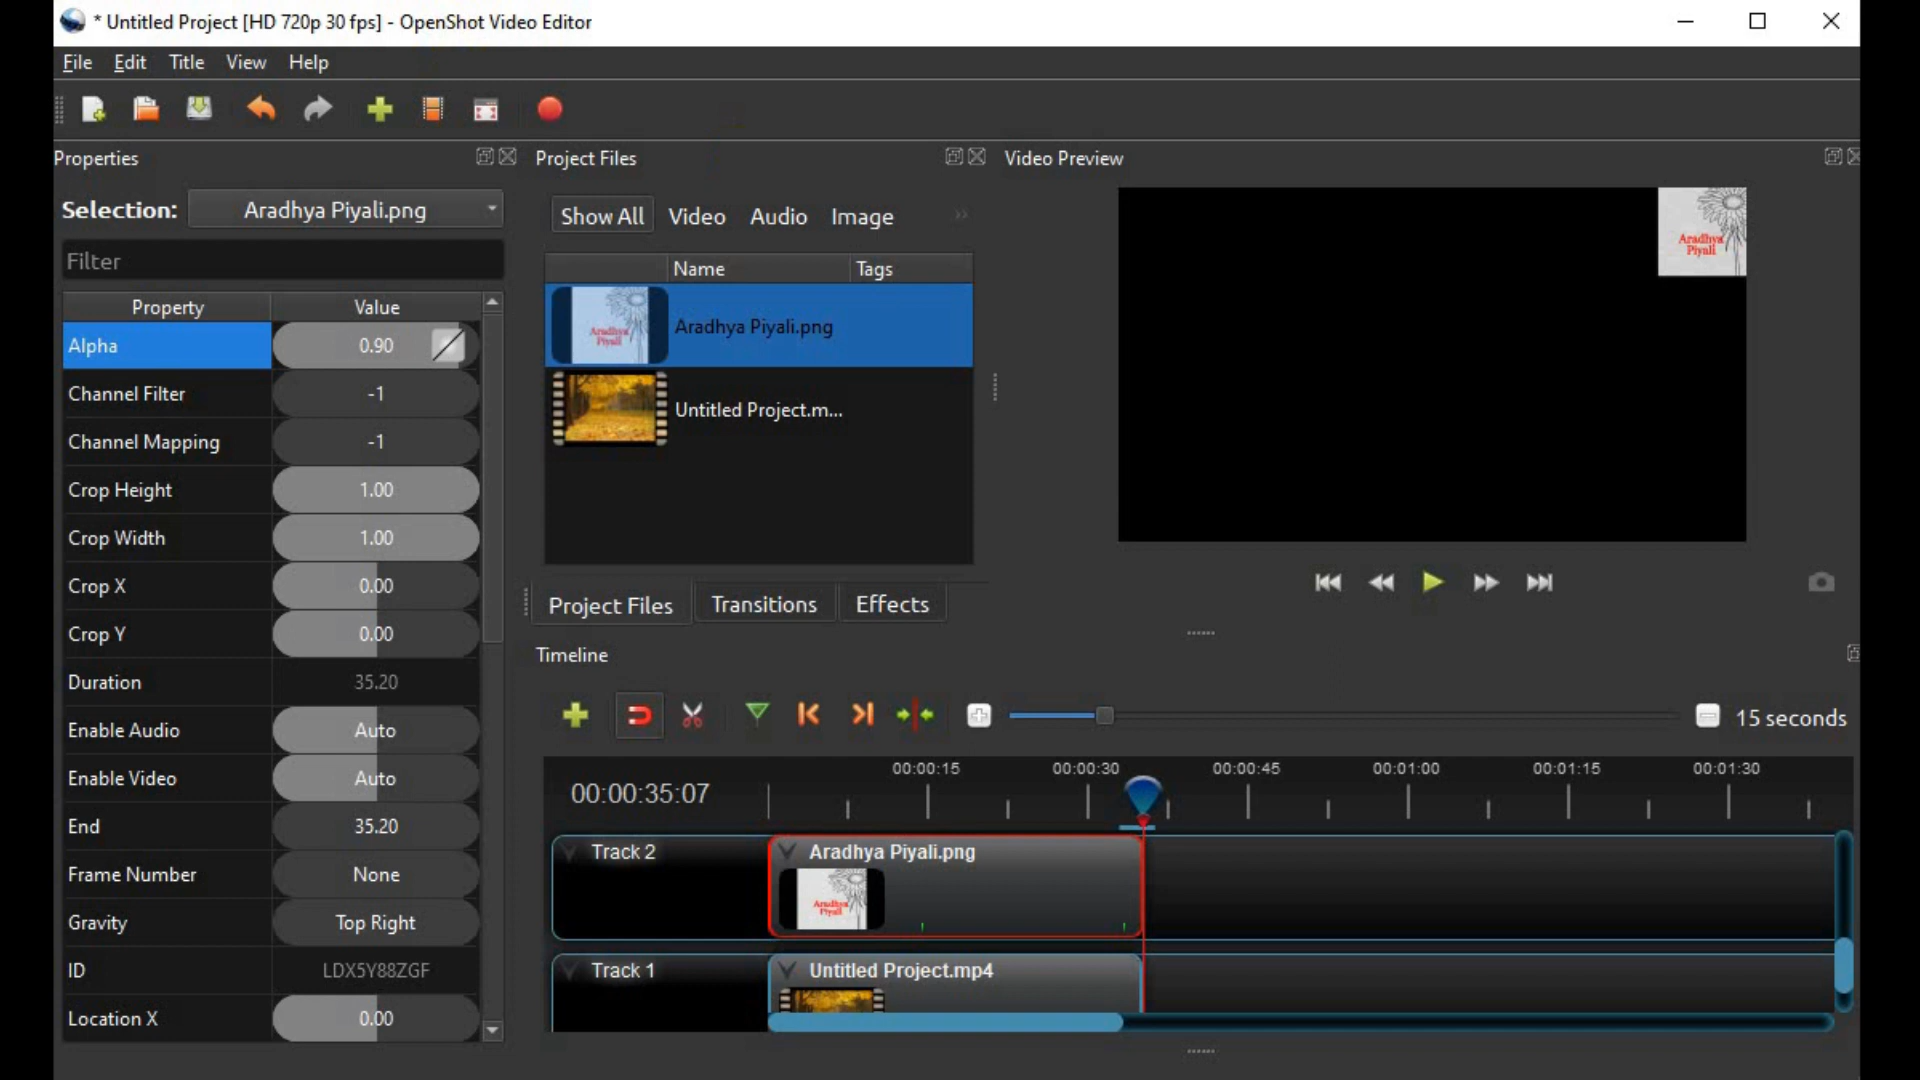 * Untitled Project [HD 720p 30 fps] - OpenShot Video Editor
File Edit Title View Help
Properties
Project Files
Video Preview
Selection: Aradhya Piyali.png
Filter
Property Value
Alpha 0.90
Channel Filter -1
Channel Mapping -1
Crop Height 1.00
Crop Width 1.00
Crop X 0.00
Crop Y 0.00
Duration 35.20
Enable Audio Auto
Enable Video Auto
End 35.20
Frame Number None
Gravity Top Right
ID LDX5Y88ZGF
Location X 0.00
Show All Video Audio Image
Name Tags
Aradhya
Piyali
Aradhya Piyali.png
Untitled Project.m...
Project Files Transitions Effects
Aradhya
Piyali
Timeline
15 seconds
00:00:35:07
00:00:15 00:00:30 00:00:45 00:01:00 00:01:15 00:01:30
Track 2
Aradhya Piyali.png
Aradhya
Piyali
Track 1
Untitled Project.mp4